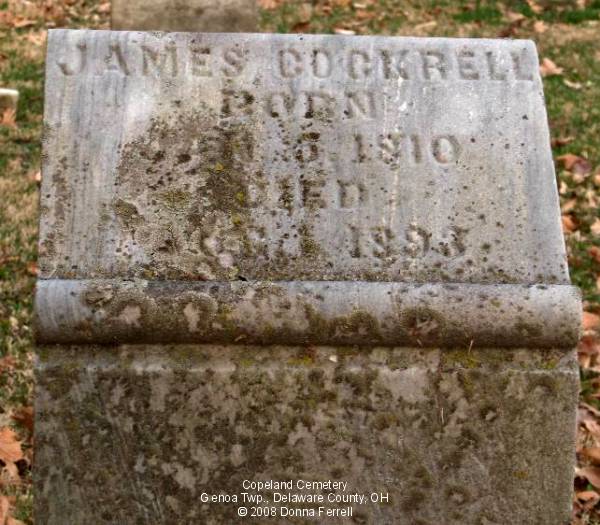 JAMES COCKRELL
BORN
1810
DIED
1893
Copeland Cemetery
Genoa Twp., Delaware County, OH
© 2008 Donna Ferrell